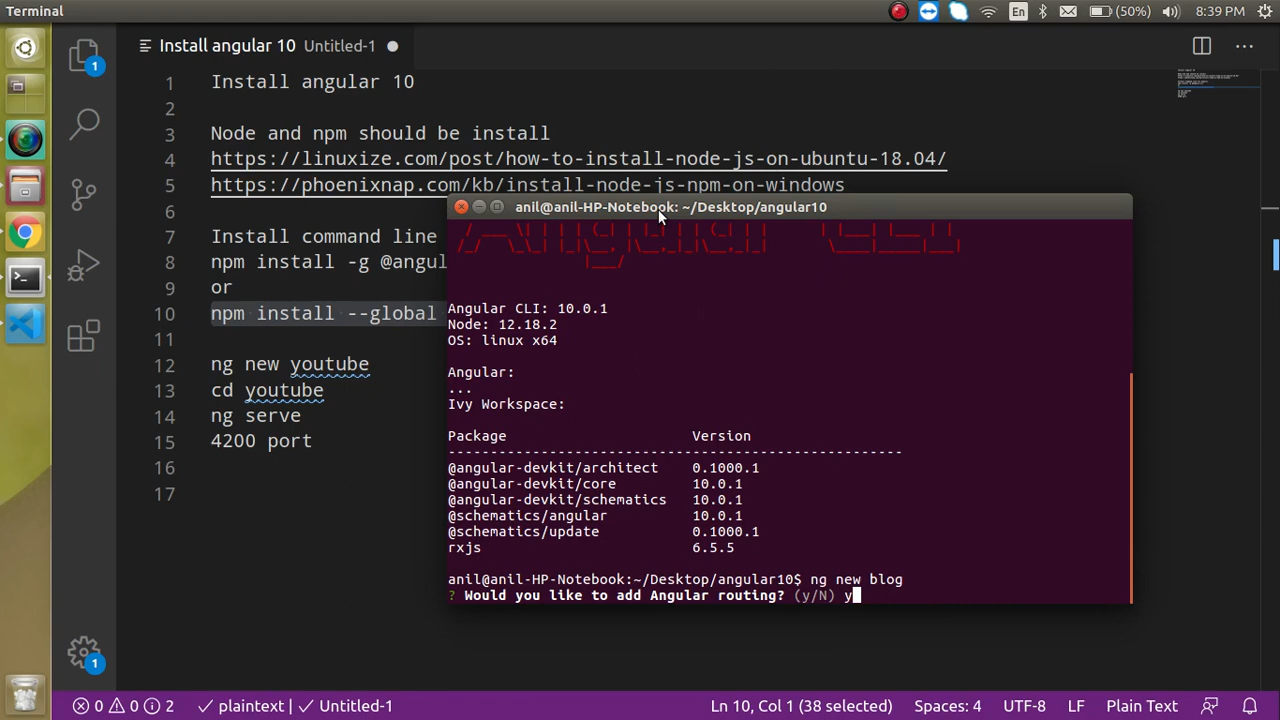 Terminal
En
(50%)
8:39 PM
Install angular 10 Untitled-1
1
1 Install angular 10
2
3 Node and npm should be install
4 https://linuxize.com/post/how-to-install-node-js-on-ubuntu-18.04/
5 https://phoenixnap.com/kb/install-node-js-npm-on-windows
6
7 Install command line
8 npm install -g @angul
9 or
10 npm install --global
11
12 ng new youtube
13 cd youtube
14 ng serve
15 4200 port
16
17
anil@anil-HP-Notebook: ~/Desktop/angular10
Angular CLI: 10.0.1
Node: 12.18.2
OS: linux x64
Angular:
...
Ivy Workspace:
Package Version
------------------------------------------------------
@angular-devkit/architect 0.1000.1
@angular-devkit/core 10.0.1
@angular-devkit/schematics 10.0.1
@schematics/angular 10.0.1
@schematics/update 0.1000.1
rxjs 6.5.5
anil@anil-HP-Notebook:~/Desktop/angular10$ ng new blog
? Would you like to add Angular routing? (y/N) y
1
0 0 2 plaintext | Untitled-1
Ln 10, Col 1 (38 selected) Spaces: 4 UTF-8 LF Plain Text